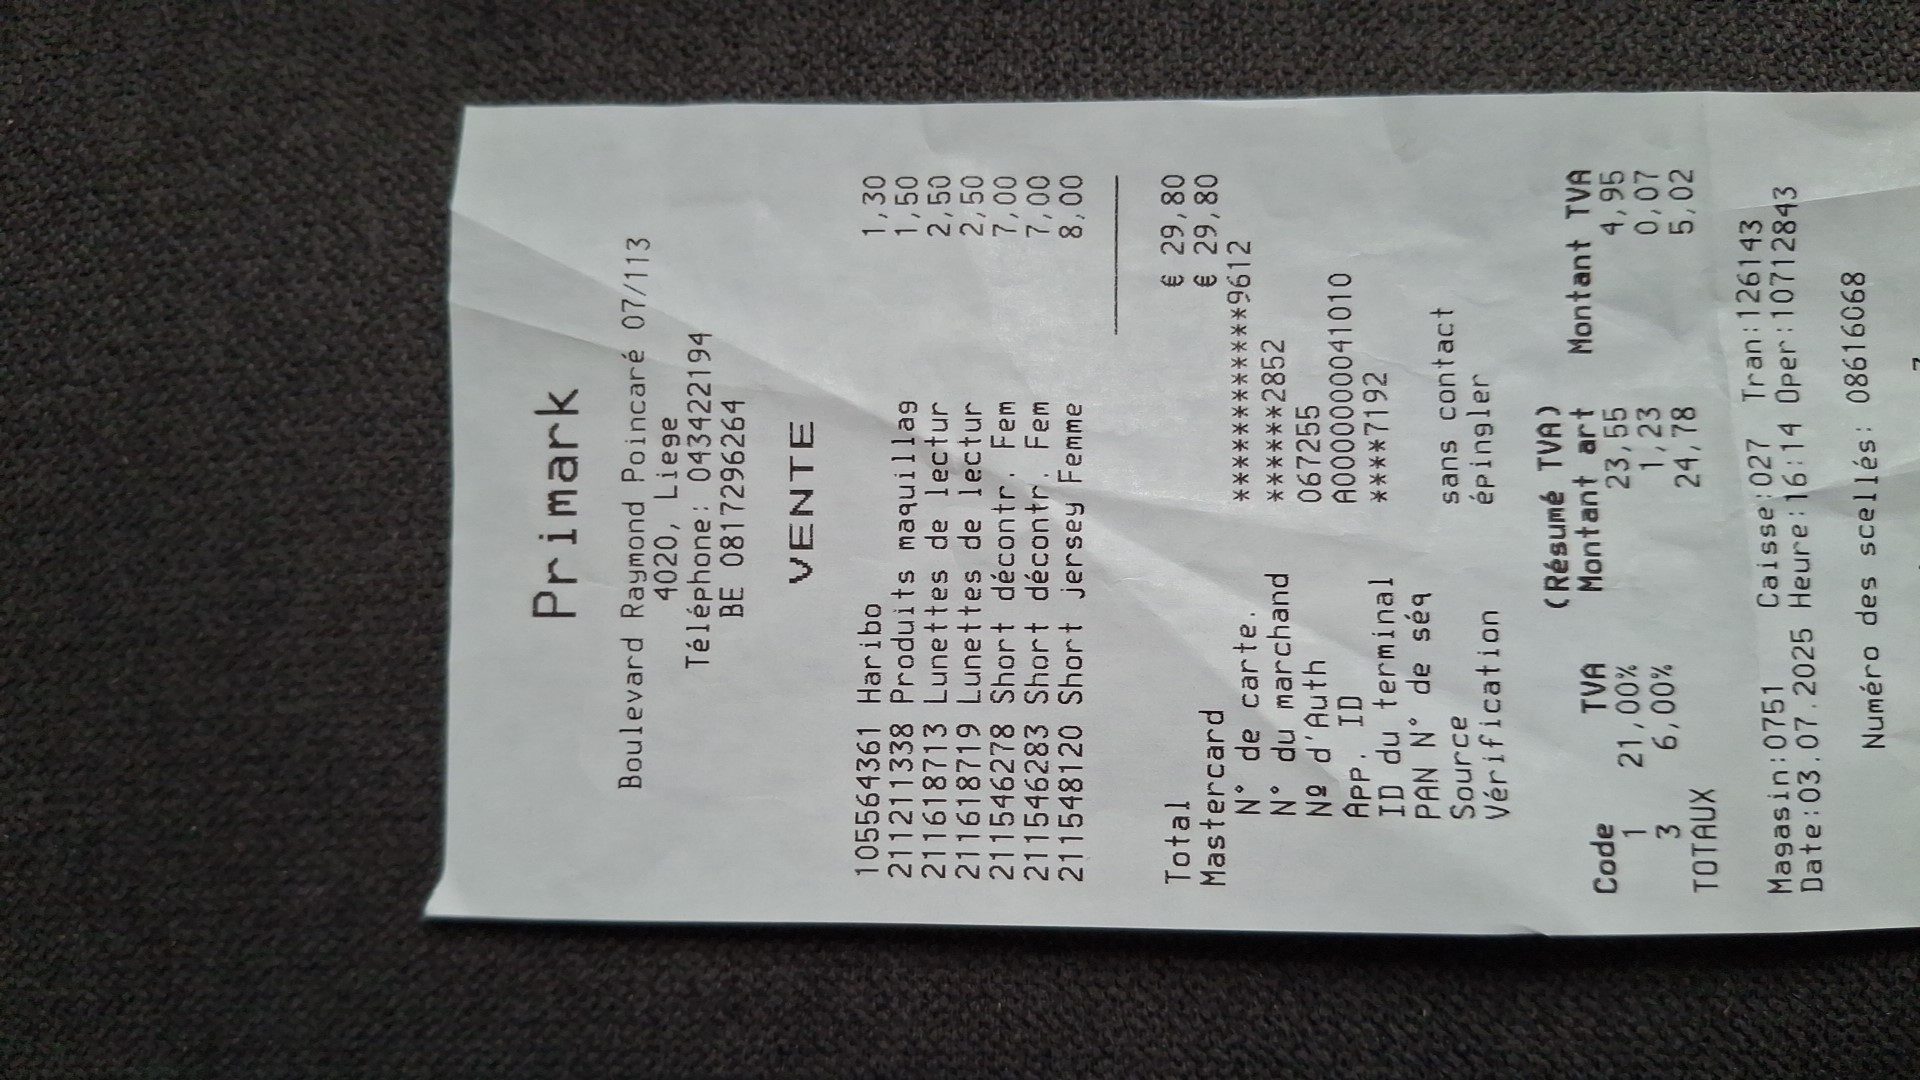 Primark
Boulevard Raymond Poincaré 07/113
4020, Liege
Téléphone: 043422194
BE 0817296264
VENTE
105564361 Haribo 1,30
211211338 Produits maquillag 1,50
211618713 Lunettes de lectur 2,50
211618719 Lunettes de lectur 2,50
211546278 Short décontr. Fem 7,00
211546283 Short décontr. Fem 7,00
211548120 Short jersey Femme 8,00
Total € 29,80
Mastercard € 29,80
N° de carte. ***************9612
N° du marchand ******2852
Nº d'Auth 067255
App. ID A0000000041010
ID du terminal ****7192
PAN N° de séq
Source sans contact
Vérification épingler
(Résumé TVA)
Code TVA Montant art Montant TVA
1 21,00% 23,55 4,95
3 6,00% 1,23 0,07
TOTAUX 24,78 5,02
Magasin:0751 Caisse:027 Tran:126143
Date:03.07.2025 Heure:16:14 Oper:10712843
Numéro des scellés: 08616068